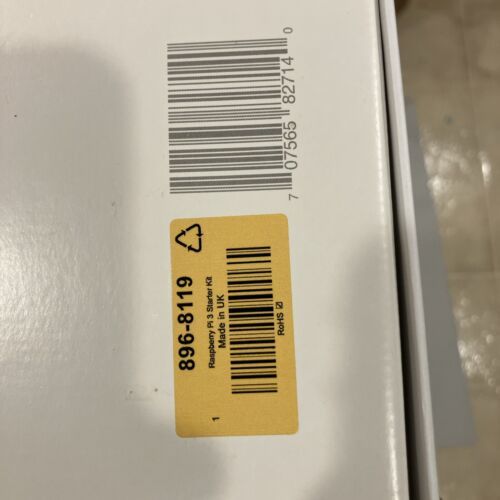 7 07565 82714 0
896-8119
Raspberry Pi 3 Starter Kit
Made in UK
RoHS ☑
1